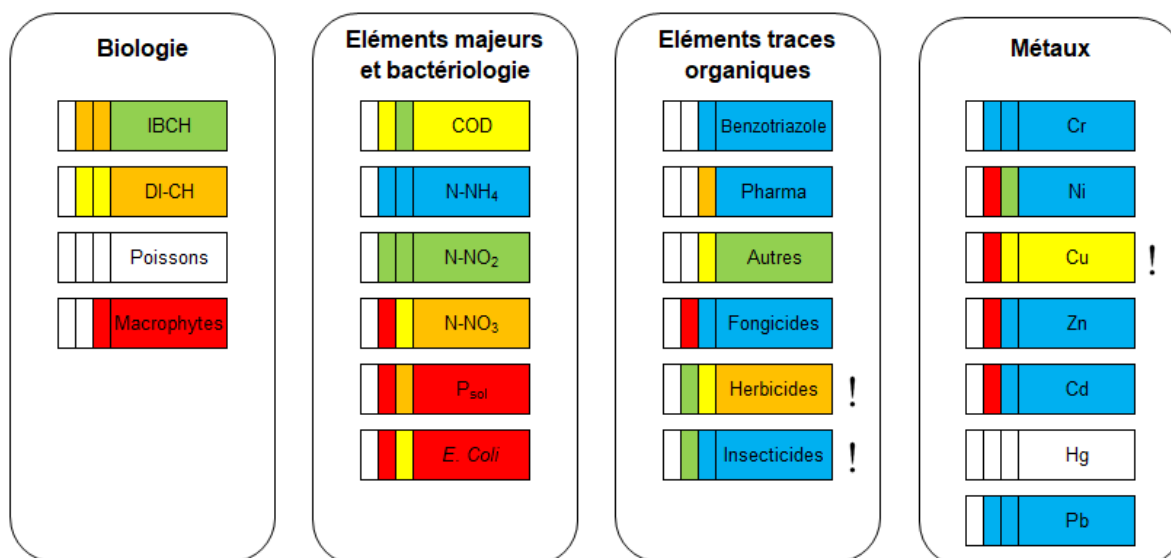 Biologie
IBCH
DI-CH
Poissons
Macrophytes
Eléments majeurs
et bactériologie
COD
N-NH₄
N-NO₂
N-NO₃
Psol
E. Coli
Eléments traces
organiques
Benzotriazole
Pharma
Autres
Fongicides
Herbicides !
Insecticides !
Métaux
Cr
Ni
Cu !
Zn
Cd
Hg
Pb